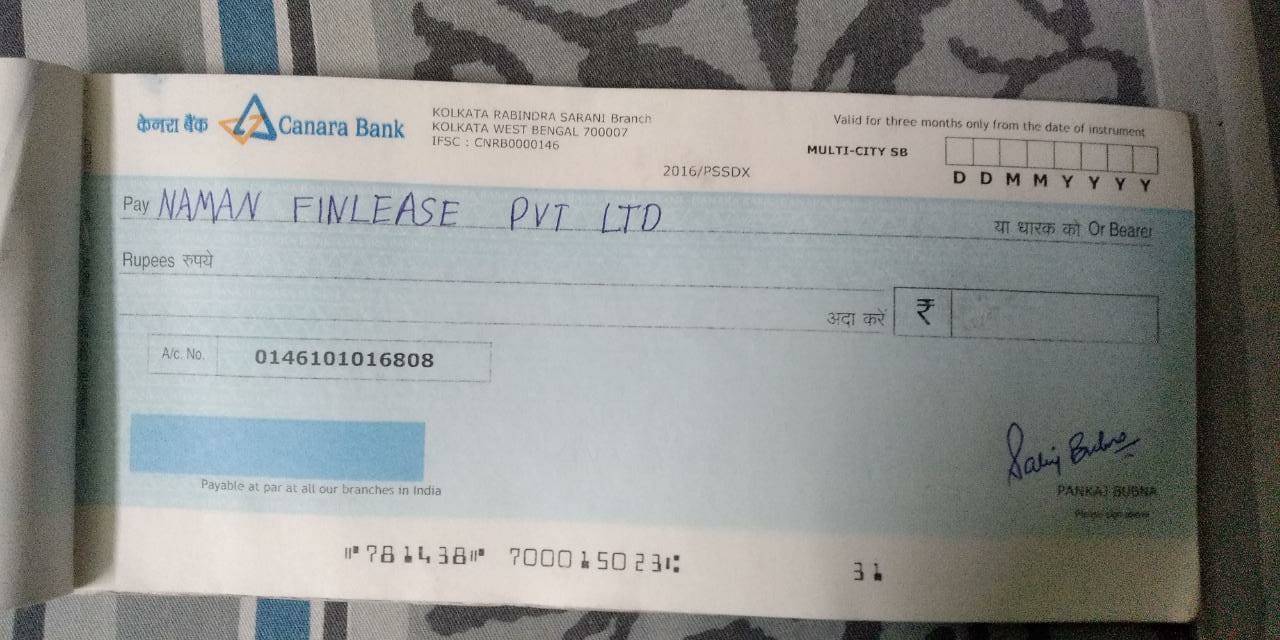 केनरा बैंक Canara Bank
KOLKATA RABINDRA SARANI Branch
KOLKATA WEST BENGAL 700007
IFSC : CNRB0000146
2016/PSSDX
Valid for three months only from the date of instrument
MULTI-CITY SB
D D M M Y Y Y Y
Pay NAMAN FINLEASE PVT LTD
या धारक को Or Bearer
Rupees रुपये
अदा करें ₹
A/c. No. 0146101016808
Payable at par at all our branches in India
PANKAJ BUBNA
Please sign above
⑈781438⑈ 700015023⑆ 31